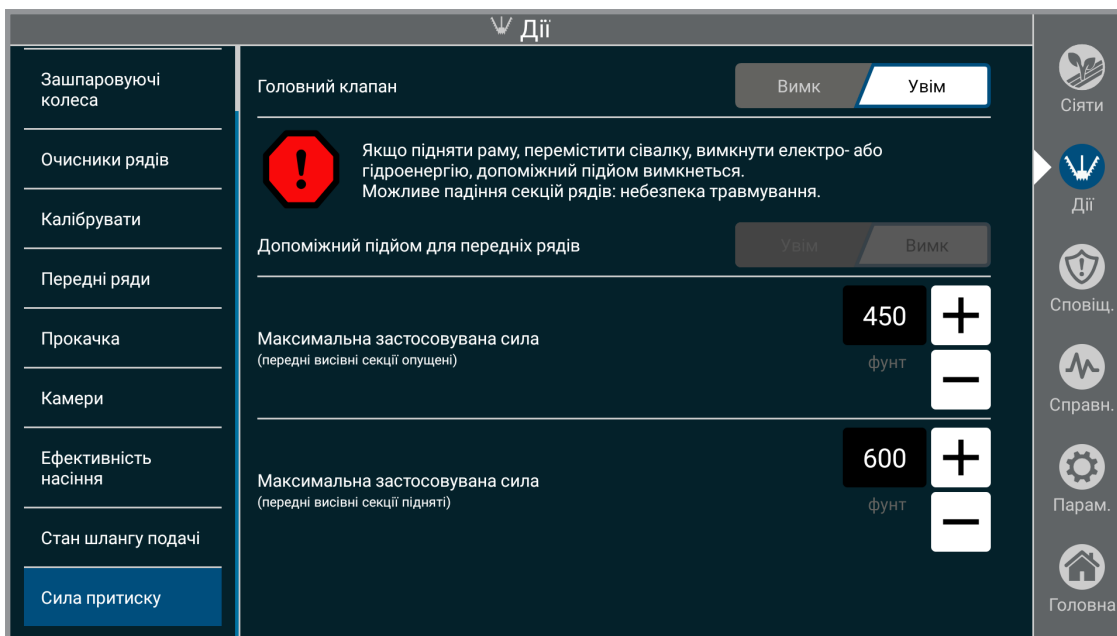 Дії
Зашпаровуючі
колеса
Очисники рядів
Калібрувати
Передні ряди
Прокачка
Камери
Ефективність
насіння
Стан шлангу подачі
Сила притиску
Головний клапан
Вимк
Увім
Якщо підняти раму, перемістити сівалку, вимкнути електро- або
гідроенергію, допоміжний підйом вимкнеться.
Можливе падіння секцій рядів: небезпека травмування.
Допоміжний підйом для передніх рядів
Увім
Вимк
Максимальна застосовувана сила
(передні висівні секції опущені)
450
фунт
Максимальна застосовувана сила
(передні висівні секції підняті)
600
фунт
Сіяти
Дії
Сповіщ.
Справн.
Парам.
Головна